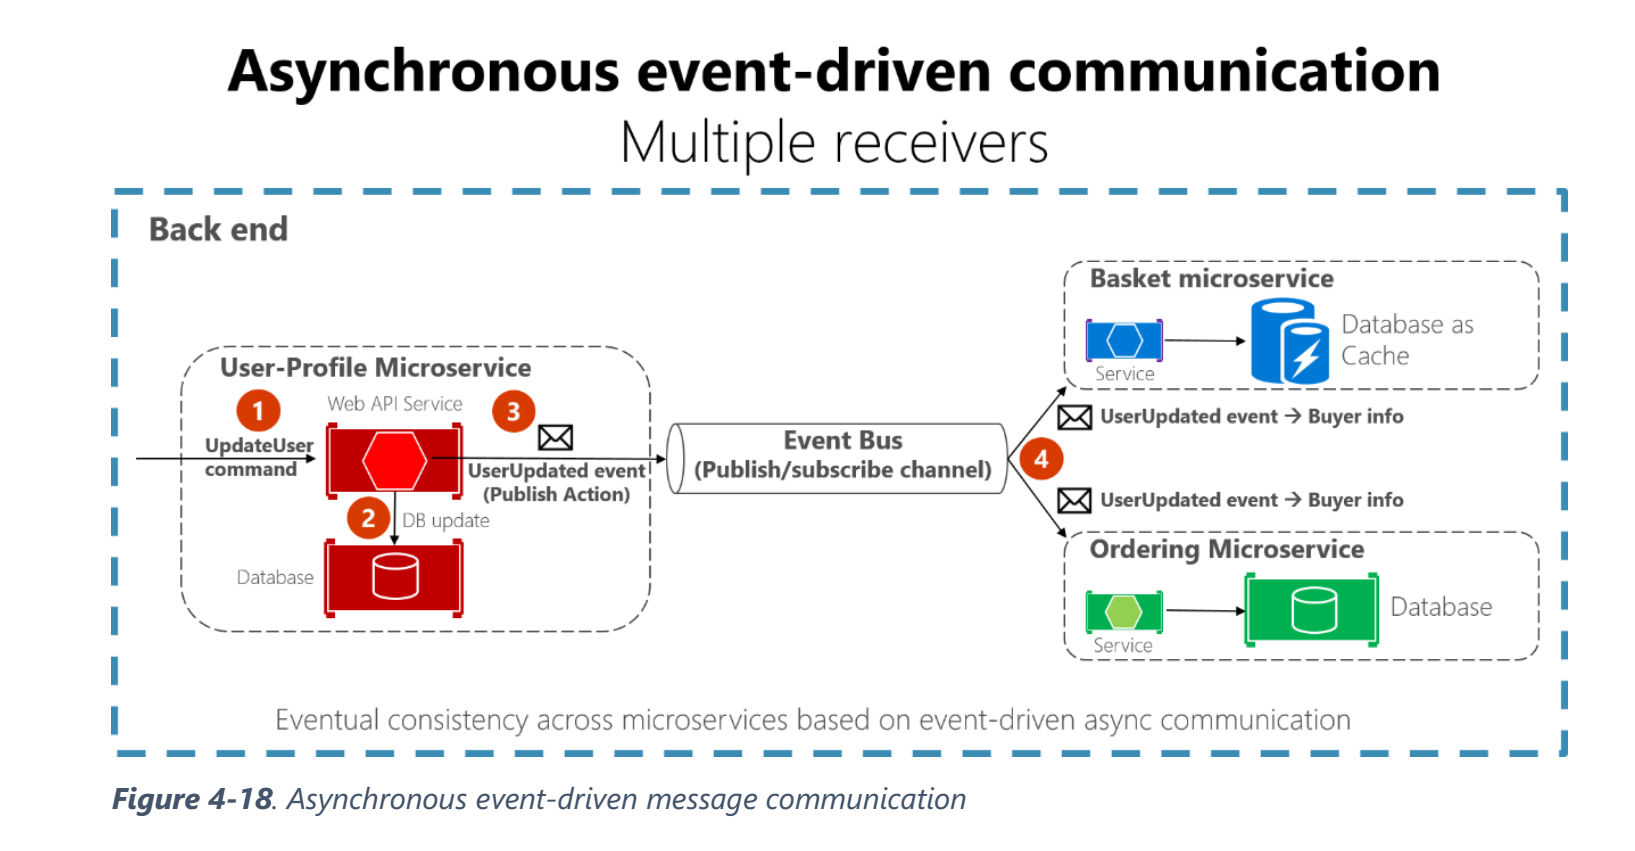 Asynchronous event-driven communication
Multiple receivers
Back end
User-Profile Microservice
1
Web API Service
3
UpdateUser
command
UserUpdated event
(Publish Action)
2
DB update
Database
Event Bus
(Publish/subscribe channel)
4
Basket microservice
Service
Database as
Cache
UserUpdated event → Buyer info
UserUpdated event → Buyer info
Ordering Microservice
Service
Database
Eventual consistency across microservices based on event-driven async communication
Figure 4-18. Asynchronous event-driven message communication